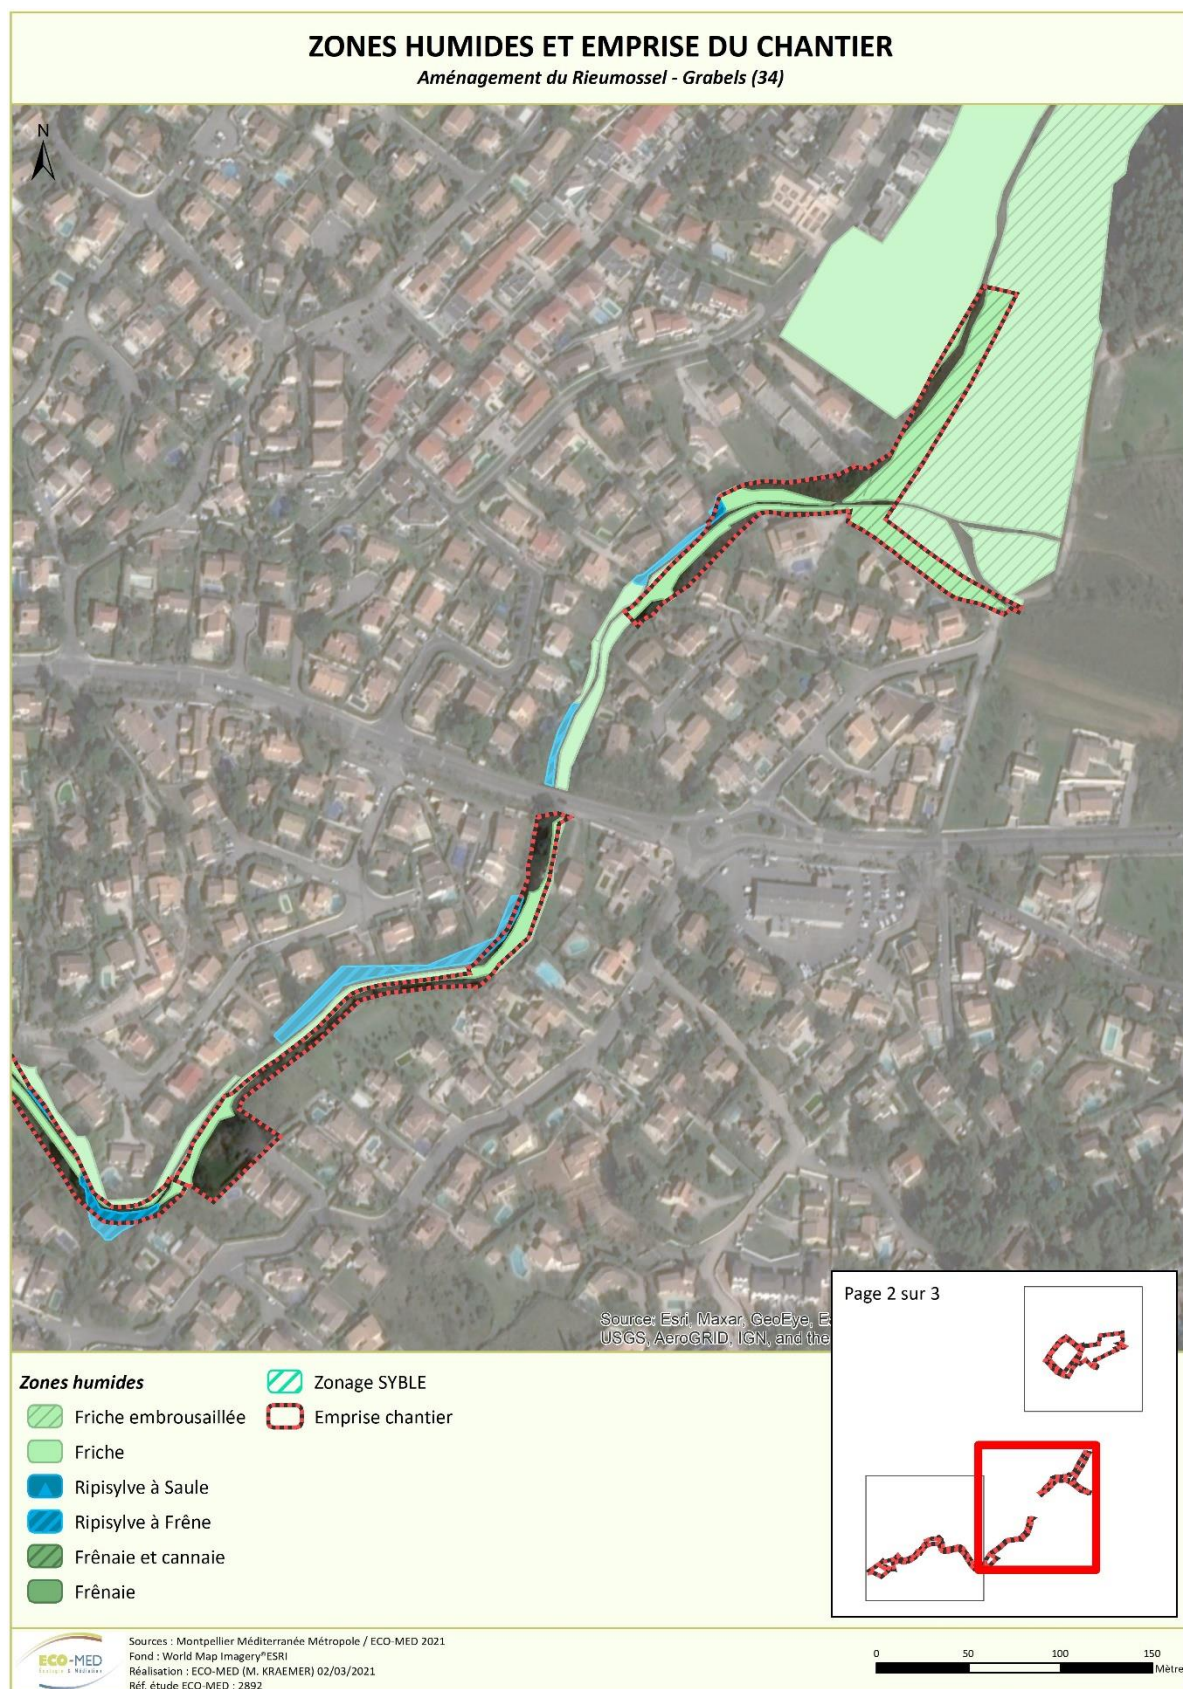 ZONES HUMIDES ET EMPRISE DU CHANTIER
Aménagement du Rieumossel - Grabels (34)
N
Source: Esri, Maxar, GeoEye,
USGS, AeroGRID, IGN, and the
Page 2 sur 3
Zones humides
Friche embrousaillée
Friche
Ripisylve à Saule
Ripisylve à Frêne
Frênaie et cannaie
Frênaie
Zonage SYBLE
Emprise chantier
ECO-MED
Ecologie & Médiation
Sources : Montpellier Méditerranée Métropole / ECO-MED 2021
Fond : World Map Imagery®ESRI
Réalisation : ECO-MED (M. KRAEMER) 02/03/2021
Réf. étude ECO-MED : 2892
0 50 100 150
Mètre